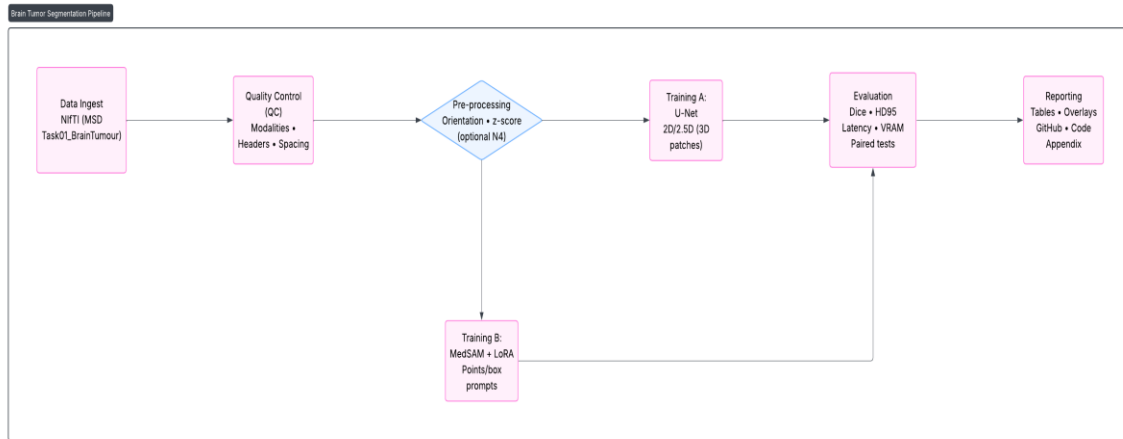 Brain Tumor Segmentation Pipeline
Data Ingest
NIfTI (MSD
Task01_BrainTumour)
Quality Control
(QC)
Modalities •
Headers • Spacing
Pre-processing
Orientation • z-score
(optional N4)
Training A:
U-Net
2D/2.5D (3D
patches)
Evaluation
Dice • HD95
Latency • VRAM
Paired tests
Reporting
Tables • Overlays
GitHub • Code
Appendix
Training B:
MedSAM + LoRA
Points/box
prompts